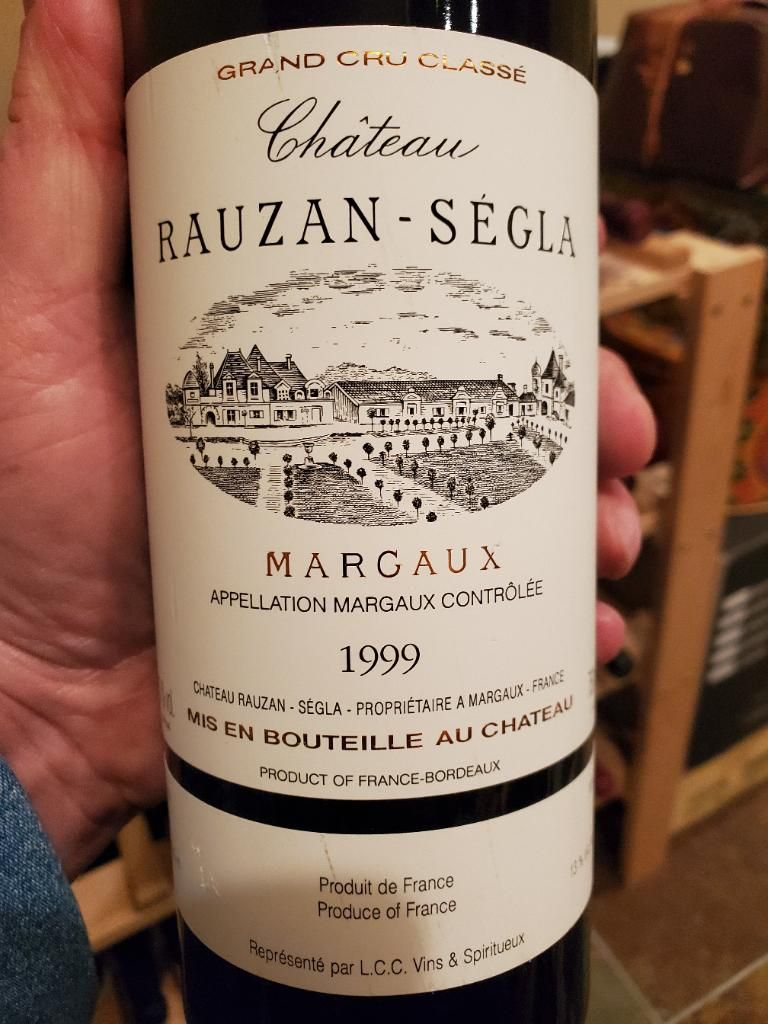 GRAND CRU CLASSÉ
Château
RAUZAN - SÉGLA
MARGAUX
APPELLATION MARGAUX CONTRÔLÉE
1999
CHATEAU RAUZAN - SÉGLA - PROPRIÉTAIRE A MARGAUX - FRANCE
MIS EN BOUTEILLE AU CHATEAU
PRODUCT OF FRANCE-BORDEAUX
Produit de France
Produce of France
Représenté par L.C.C. Vins & Spiritueux